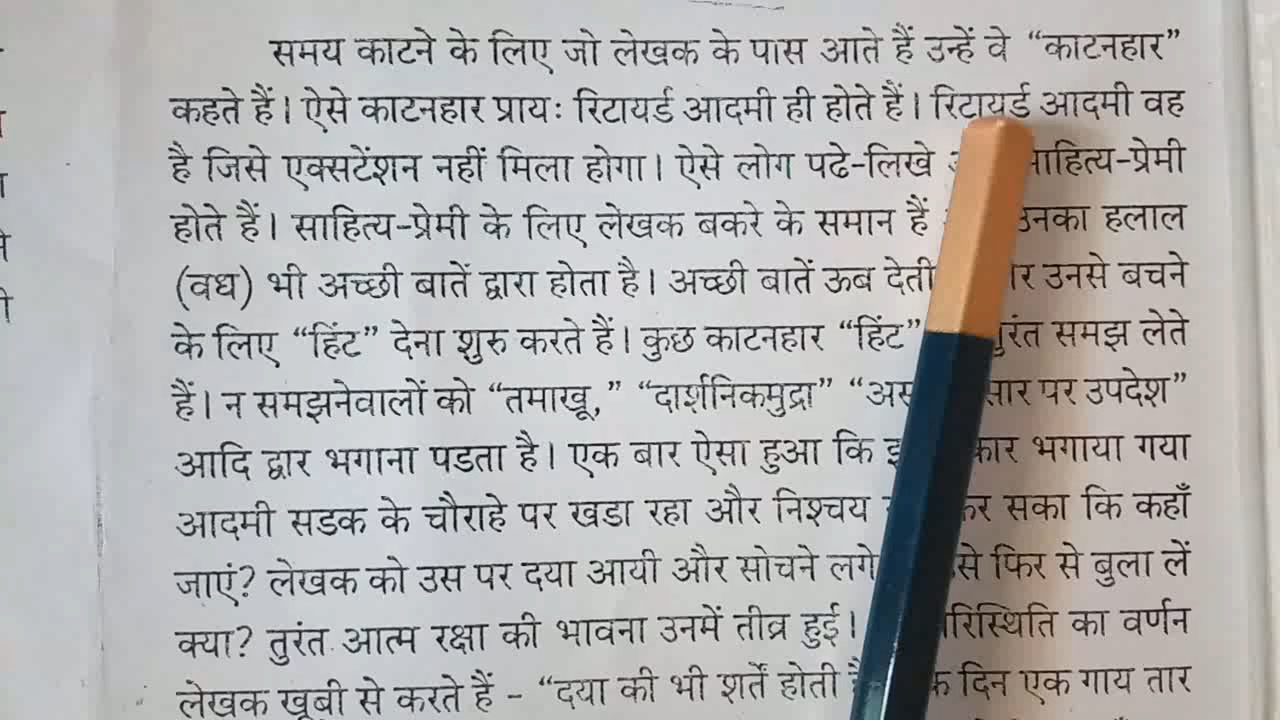 समय काटने के लिए जो लेखक के पास आते हैं उन्हें वे “काटनहार”
कहते हैं। ऐसे काटनहार प्रायः रिटायर्ड आदमी ही होते हैं। रिटायर्ड आदमी वह
है जिसे एक्सटेंशन नहीं मिला होगा। ऐसे लोग पढे-लिखे साहित्य-प्रेमी
होते हैं। साहित्य-प्रेमी के लिए लेखक बकरे के समान हैं उनका हलाल
(वध) भी अच्छी बातें द्वारा होता है। अच्छी बातें ऊब देती उनसे बचने
के लिए “हिंट” देना शुरु करते हैं। कुछ काटनहार “हिंट” तुरंत समझ लेते
हैं। न समझनेवालों को “तमाखू,” “दार्शनिकमुद्रा” पर उपदेश”
आदि द्वार भगाना पडता है। एक बार ऐसा हुआ कि भगाया गया
आदमी सडक के चौराहे पर खडा रहा और निश्चय कर सका कि कहाँ
जाएं? लेखक को उस पर दया आयी और सोचने लगे फिर से बुला लें
क्या? तुरंत आत्म रक्षा की भावना उनमें तीव्र हुई। परिस्थिति का वर्णन
लेखक खूबी से करते हैं - “दया की भी शर्तें होती दिन एक गाय तार